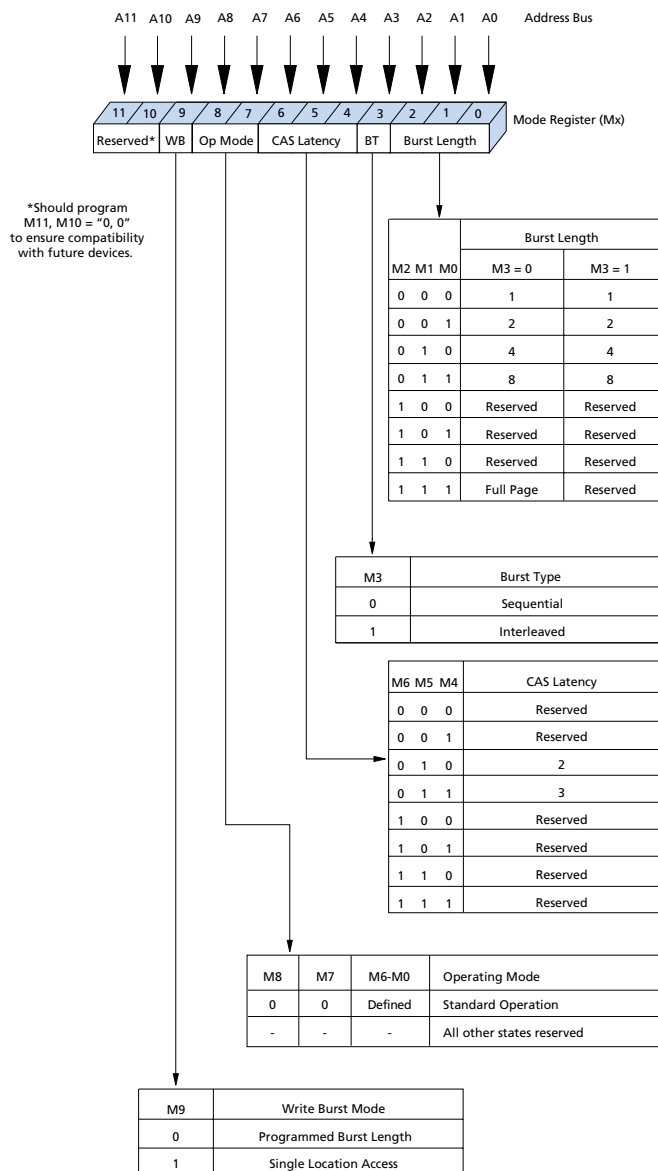 A11 A10 A9 A8 A7 A6 A5 A4 A3 A2 A1 A0 Address Bus
11 10 9 8 7 6 5 4 3 2 1 0
Mode Register (Mx)
Reserved* WB Op Mode CAS Latency BT Burst Length
*Should program
M11, M10 = “0, 0”
to ensure compatibility
with future devices.
Burst Length
M2 M1 M0 M3 = 0 M3 = 1
0 0 0 1 1
0 0 1 2 2
0 1 0 4 4
0 1 1 8 8
1 0 0 Reserved Reserved
1 0 1 Reserved Reserved
1 1 0 Reserved Reserved
1 1 1 Full Page Reserved
M3 Burst Type
0 Sequential
1 Interleaved
M6 M5 M4 CAS Latency
0 0 0 Reserved
0 0 1 Reserved
0 1 0 2
0 1 1 3
1 0 0 Reserved
1 0 1 Reserved
1 1 0 Reserved
1 1 1 Reserved
M8 M7 M6-M0 Operating Mode
0 0 Defined Standard Operation
- - - All other states reserved
M9 Write Burst Mode
0 Programmed Burst Length
1 Single Location Access